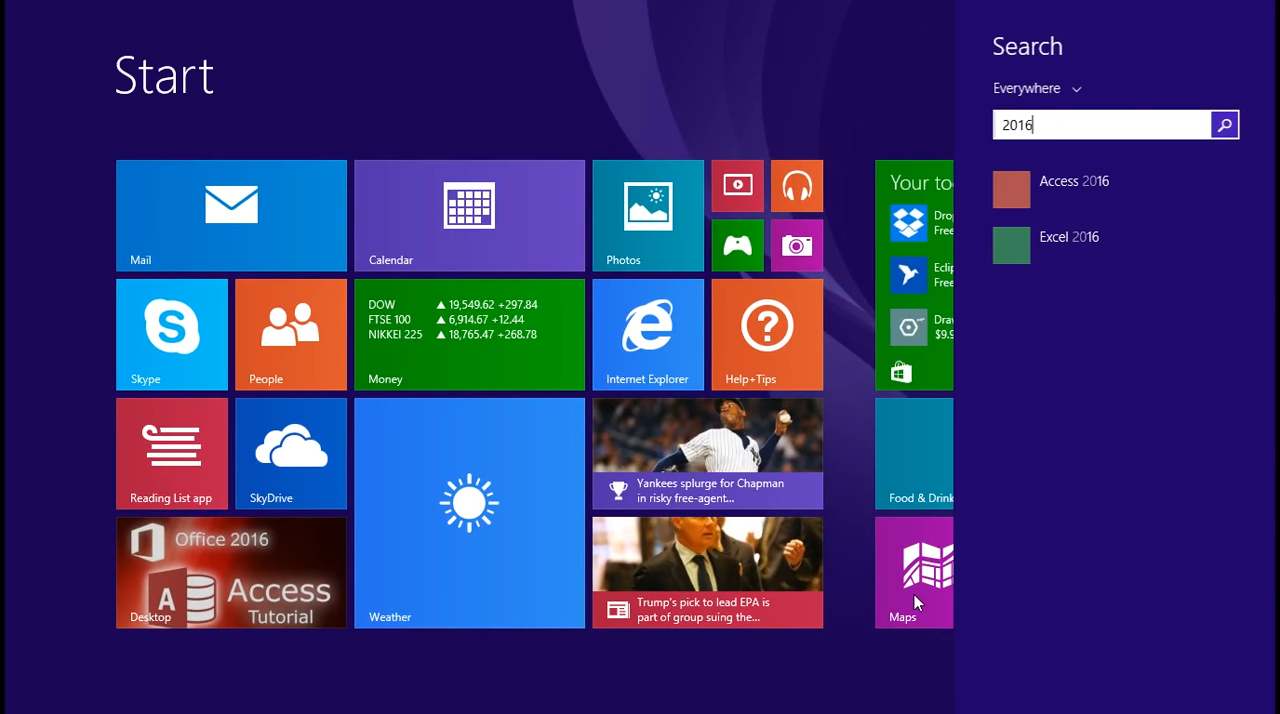 Start
Mail
Calendar
Photos
Skype
People
DOW ▲ 19,549.62 +297.84
FTSE 100 ▲ 6,914.67 +12.44
NIKKEI 225 ▲ 18,765.47 +268.78
Money
Internet Explorer
Help+Tips
Reading List app
SkyDrive
Office 2016
A Access
Tutorial
Desktop
Weather
Yankees splurge for Chapman
in risky free-agent...
Trump's pick to lead EPA is
part of group suing the...
Your to
Drop
Free
Eclip
Free
Draw
$9.9
Food & Drink
Maps
Search
Everywhere
2016
Access 2016
Excel 2016